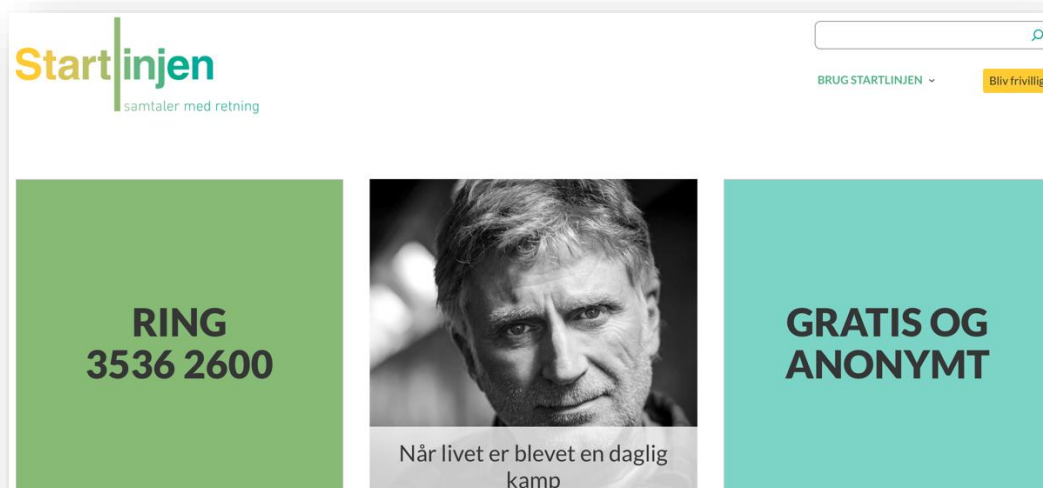 Startlinjen
samtaler med retning
BRUG STARTLINJEN
Bliv frivillig
RING
3536 2600
Når livet er blevet en daglig
kamp
GRATIS OG
ANONYMT